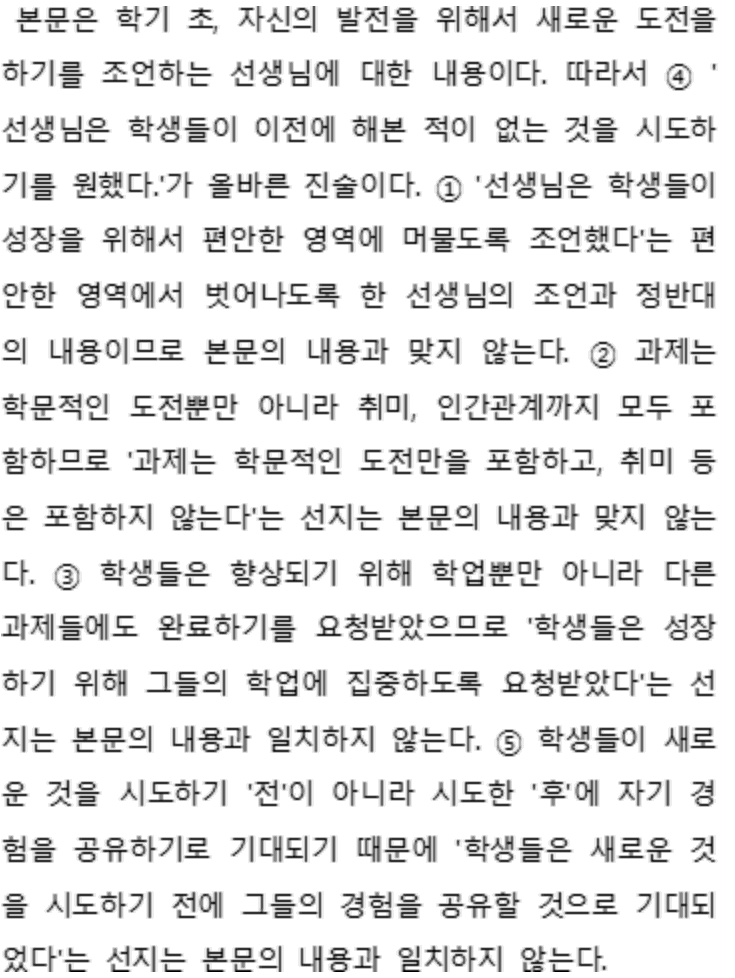 본문은 학기 초, 자신의 발전을 위해서 새로운 도전을
하기를 조언하는 선생님에 대한 내용이다. 따라서 ④ '
선생님은 학생들이 이전에 해본 적이 없는 것을 시도하
기를 원했다.'가 올바른 진술이다. ① '선생님은 학생들이
성장을 위해서 편안한 영역에 머물도록 조언했다'는 편
안한 영역에서 벗어나도록 한 선생님의 조언과 정반대
의 내용이므로 본문의 내용과 맞지 않는다. ② 과제는
학문적인 도전뿐만 아니라 취미, 인간관계까지 모두 포
함하므로 '과제는 학문적인 도전만을 포함하고, 취미 등
은 포함하지 않는다'는 선지는 본문의 내용과 맞지 않는
다. ③ 학생들은 향상되기 위해 학업뿐만 아니라 다른
과제들에도 완료하기를 요청받았으므로 '학생들은 성장
하기 위해 그들의 학업에 집중하도록 요청받았다'는 선
지는 본문의 내용과 일치하지 않는다. ⑤ 학생들이 새로
운 것을 시도하기 '전'이 아니라 시도한 '후'에 자기 경
험을 공유하기로 기대되기 때문에 '학생들은 새로운 것
을 시도하기 전에 그들의 경험을 공유할 것으로 기대되
었다'는 선지는 본문의 내용과 일치하지 않는다.